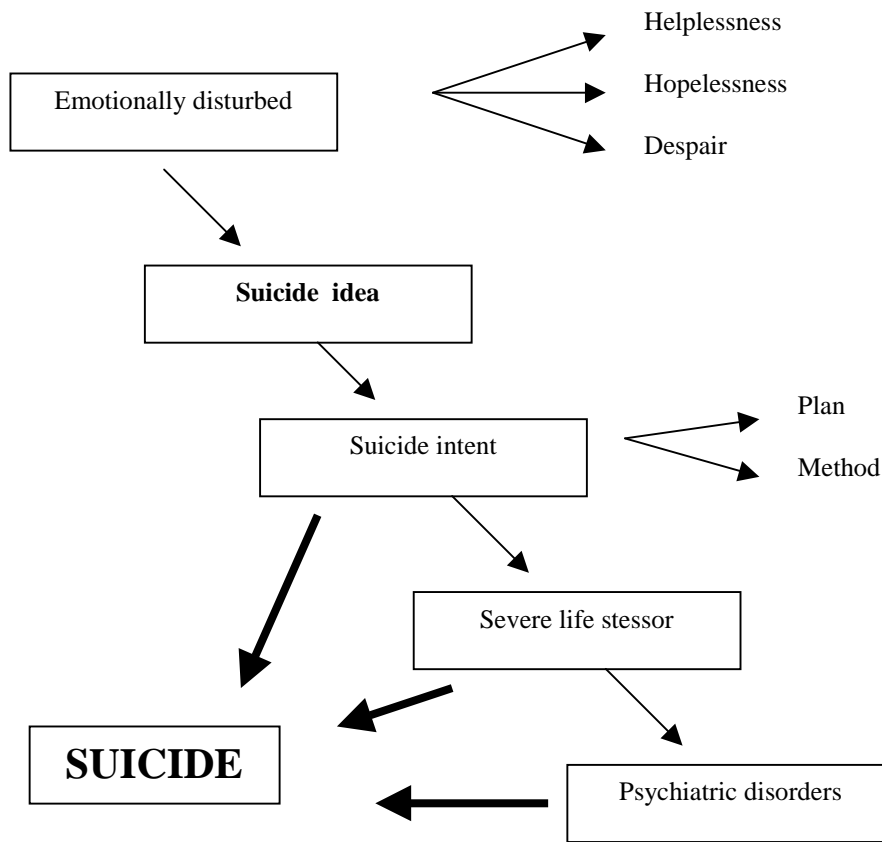 Helplessness
Emotionally disturbed
Hopelessness
Despair
Suicide idea
Plan
Suicide intent
Method
Severe life stessor
SUICIDE
Psychiatric disorders